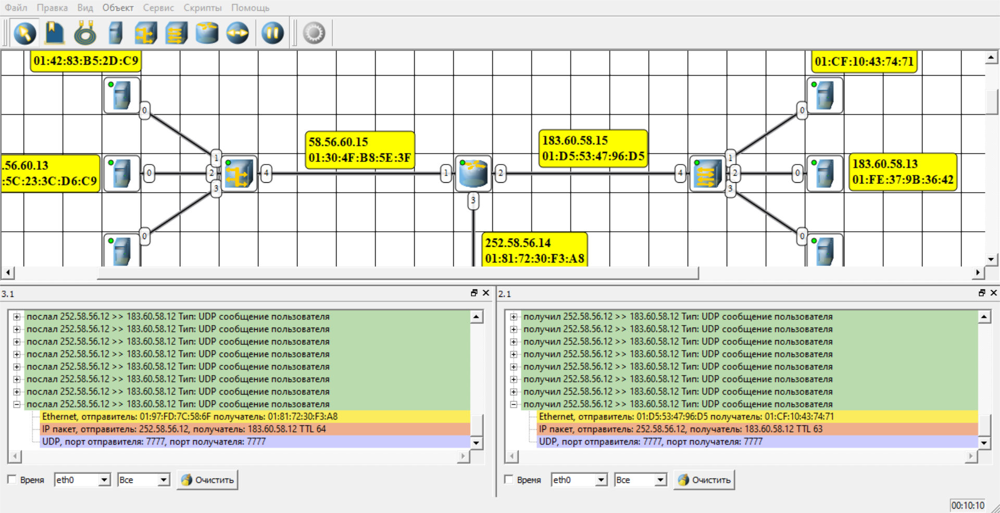 Файл Правка Вид Объект Сервис Скрипты Помощь
01:42:83:B5:2D:C9
01:CF:10:43:74:71
0
0
58.56.60.15
01:30:4F:B8:5E:3F
183.60.58.15
01:D5:53:47:96:D5
.56.60.13
:5C:23:3C:D6:C9
0
1
2
3
4
1
2
3
4
1
2
3
0
183.60.58.13
01:FE:37:9B:36:42
0
0
252.58.56.14
01:81:72:30:F3:A8
3.1
послал 252.58.56.12 >> 183.60.58.12 Тип: UDP сообщение пользователя
послал 252.58.56.12 >> 183.60.58.12 Тип: UDP сообщение пользователя
послал 252.58.56.12 >> 183.60.58.12 Тип: UDP сообщение пользователя
послал 252.58.56.12 >> 183.60.58.12 Тип: UDP сообщение пользователя
послал 252.58.56.12 >> 183.60.58.12 Тип: UDP сообщение пользователя
послал 252.58.56.12 >> 183.60.58.12 Тип: UDP сообщение пользователя
послал 252.58.56.12 >> 183.60.58.12 Тип: UDP сообщение пользователя
послал 252.58.56.12 >> 183.60.58.12 Тип: UDP сообщение пользователя
Ethernet, отправитель: 01:97:FD:7C:58:6F получатель: 01:81:72:30:F3:A8
IP пакет, отправитель: 252.58.56.12, получатель: 183.60.58.12 TTL 64
UDP, порт отправителя: 7777, порт получателя: 7777
Время eth0 Все Очистить
2.1
получил 252.58.56.12 >> 183.60.58.12 Тип: UDP сообщение пользователя
получил 252.58.56.12 >> 183.60.58.12 Тип: UDP сообщение пользователя
получил 252.58.56.12 >> 183.60.58.12 Тип: UDP сообщение пользователя
получил 252.58.56.12 >> 183.60.58.12 Тип: UDP сообщение пользователя
получил 252.58.56.12 >> 183.60.58.12 Тип: UDP сообщение пользователя
получил 252.58.56.12 >> 183.60.58.12 Тип: UDP сообщение пользователя
получил 252.58.56.12 >> 183.60.58.12 Тип: UDP сообщение пользователя
получил 252.58.56.12 >> 183.60.58.12 Тип: UDP сообщение пользователя
Ethernet, отправитель: 01:D5:53:47:96:D5 получатель: 01:CF:10:43:74:71
IP пакет, отправитель: 252.58.56.12, получатель: 183.60.58.12 TTL 63
UDP, порт отправителя: 7777, порт получателя: 7777
Время eth0 Все Очистить
00:10:10